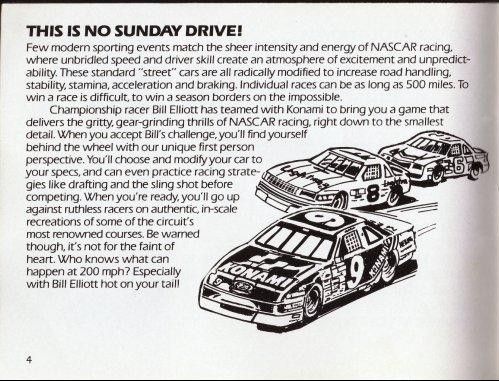 THIS IS NO SUNDAY DRIVE!
Few modern sporting events match the sheer intensity and energy of NASCAR racing,
where unbridled speed and driver skill create an atmosphere of excitement and unpredict-
ability. These standard "street" cars are all radically modified to increase road handling,
stability, stamina, acceleration and braking. Individual races can be as long as 500 miles. To
win a race is difficult, to win a season borders on the impossible.
Championship racer Bill Elliott has teamed with Konami to bring you a game that
delivers the gritty, gear-grinding thrills of NASCAR racing, right down to the smallest
detail. When you accept Bill's challenge, you'll find yourself
behind the wheel with our unique first person
perspective. You'll choose and modify your car to
your specs, and can even practice racing strate-
gies like drafting and the sling shot before
competing. When you're ready, you'll go up
against ruthless racers on authentic, in-scale
recreations of some of the circuit's
most renowned courses. Be warned
though, it's not for the faint of
heart. Who knows what can
happen at 200 mph? Especially
with Bill Elliott hot on your tail!
6
Lightning
8
9
KONAMI
9
4